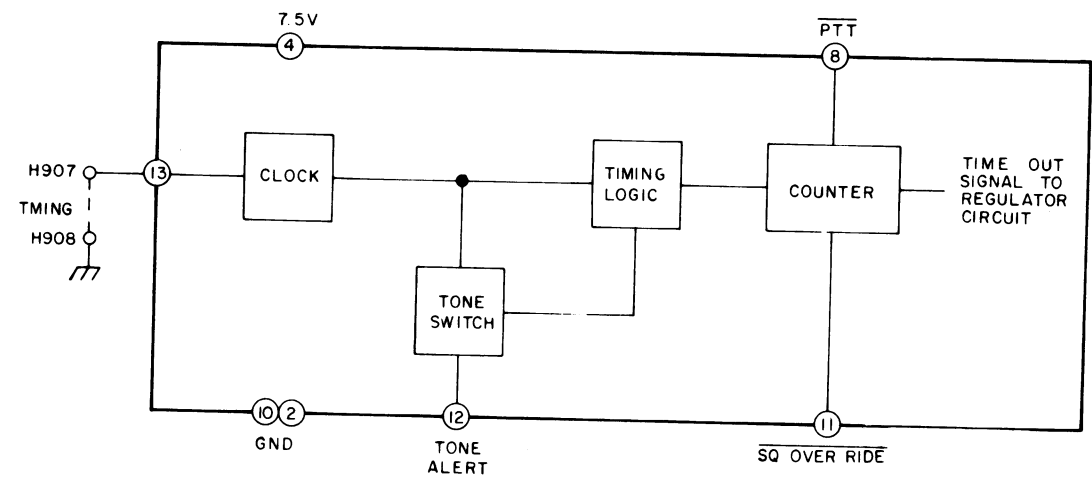 7.5V
4
PTT
8
H907
13
CLOCK
TIMING
LOGIC
COUNTER
TIME OUT
SIGNAL TO
REGULATOR
CIRCUIT
TMING
H908
TONE
SWITCH
10
2
GND
12
TONE
ALERT
11
SQ OVER RIDE